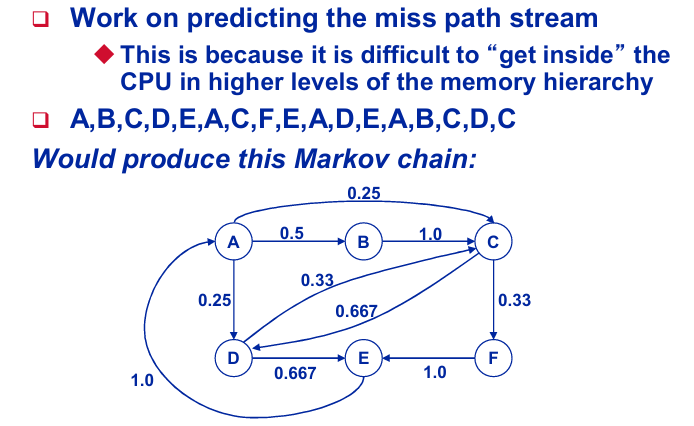 Work on predicting the miss path stream
This is because it is difficult to “get inside” the
CPU in higher levels of the memory hierarchy
A,B,C,D,E,A,C,F,E,A,D,E,A,B,C,D,C
Would produce this Markov chain:
0.25
A 0.5 B 1.0 C
0.33
0.25 0.667 0.33
D 0.667 E 1.0 F
1.0